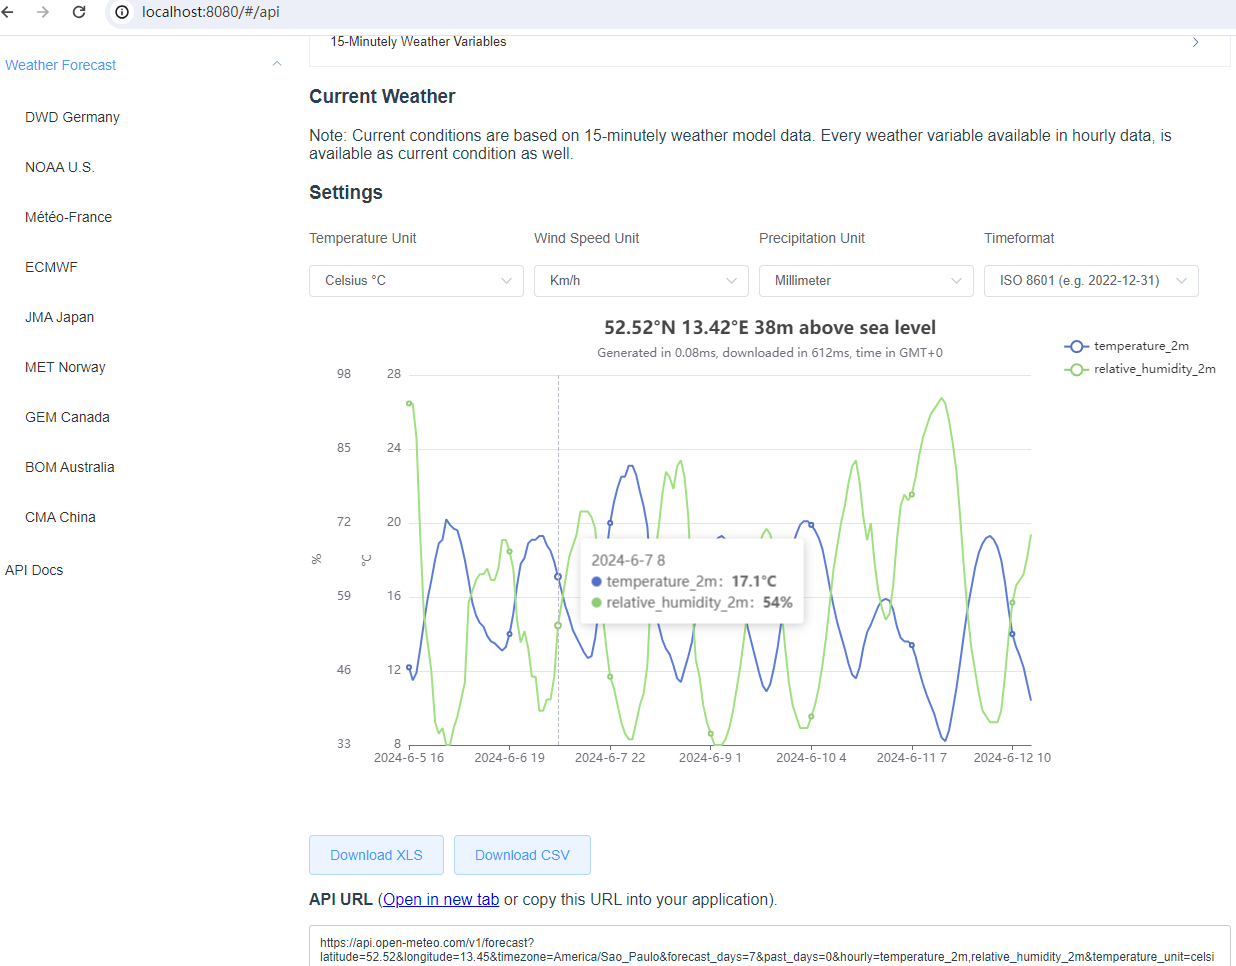 localhost:8080/#/api
Weather Forecast
DWD Germany
NOAA U.S.
Météo-France
ECMWF
JMA Japan
MET Norway
GEM Canada
BOM Australia
CMA China
API Docs
15-Minutely Weather Variables
Current Weather
Note: Current conditions are based on 15-minutely weather model data. Every weather variable available in hourly data, is
available as current condition as well.
Settings
Temperature Unit Wind Speed Unit Precipitation Unit Timeformat
Celsius °C Km/h Millimeter ISO 8601 (e.g. 2022-12-31)
52.52°N 13.42°E 38m above sea level
Generated in 0.08ms, downloaded in 612ms, time in GMT+0
temperature_2m
relative_humidity_2m
98 28
85 24
72 20
% °C
59 16
46 12
33 8
2024-6-7 8
temperature_2m: 17.1°C
relative_humidity_2m: 54%
2024-6-5 16 2024-6-6 19 2024-6-7 22 2024-6-9 1 2024-6-10 4 2024-6-11 7 2024-6-12 10
Download XLS Download CSV
API URL (Open in new tab or copy this URL into your application).
https://api.open-meteo.com/v1/forecast?
latitude=52.52&longitude=13.45&timezone=America/Sao_Paulo&forecast_days=7&past_days=0&hourly=temperature_2m,relative_humidity_2m&temperature_unit=celsi